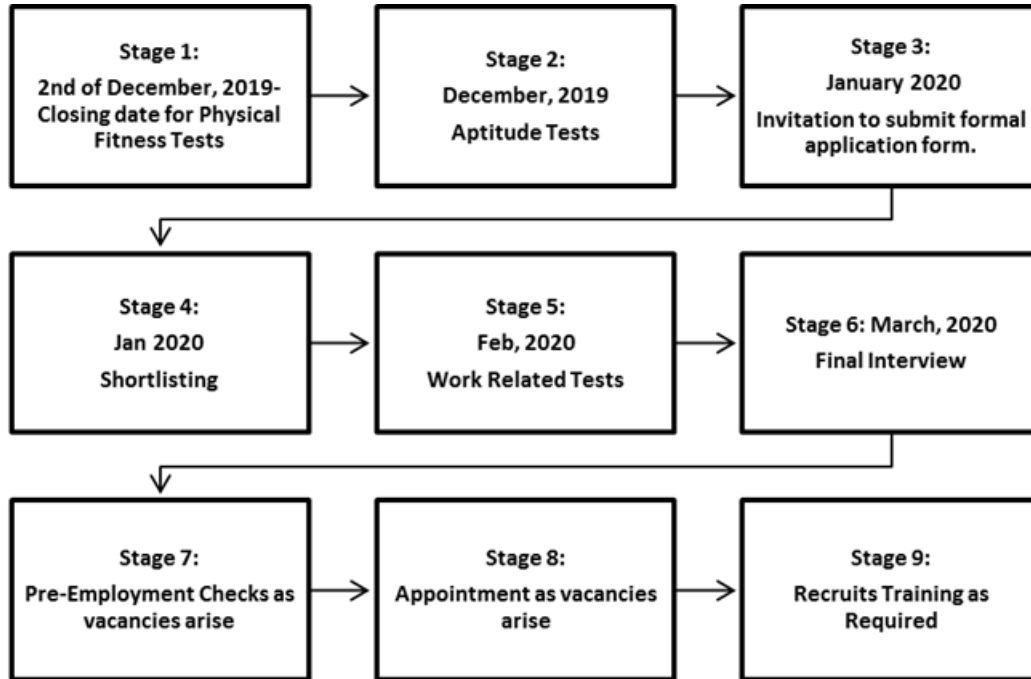 Stage 1:
2nd of December, 2019-
Closing date for Physical
Fitness Tests
Stage 2:
December, 2019
Aptitude Tests
Stage 3:
January 2020
Invitation to submit formal
application form.
Stage 4:
Jan 2020
Shortlisting
Stage 5:
Feb, 2020
Work Related Tests
Stage 6: March, 2020
Final Interview
Stage 7:
Pre-Employment Checks as
vacancies arise
Stage 8:
Appointment as vacancies
arise
Stage 9:
Recruits Training as
Required